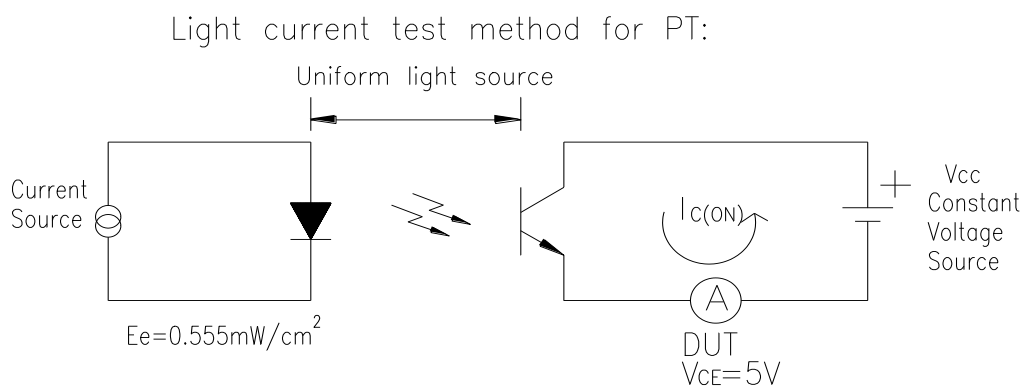 Light current test method for PT:
Uniform light source
Current
Source
Ee=0.555mW/cm²
IC(ON)
A
DUT
VCE=5V
+
Vcc
Constant
Voltage
Source